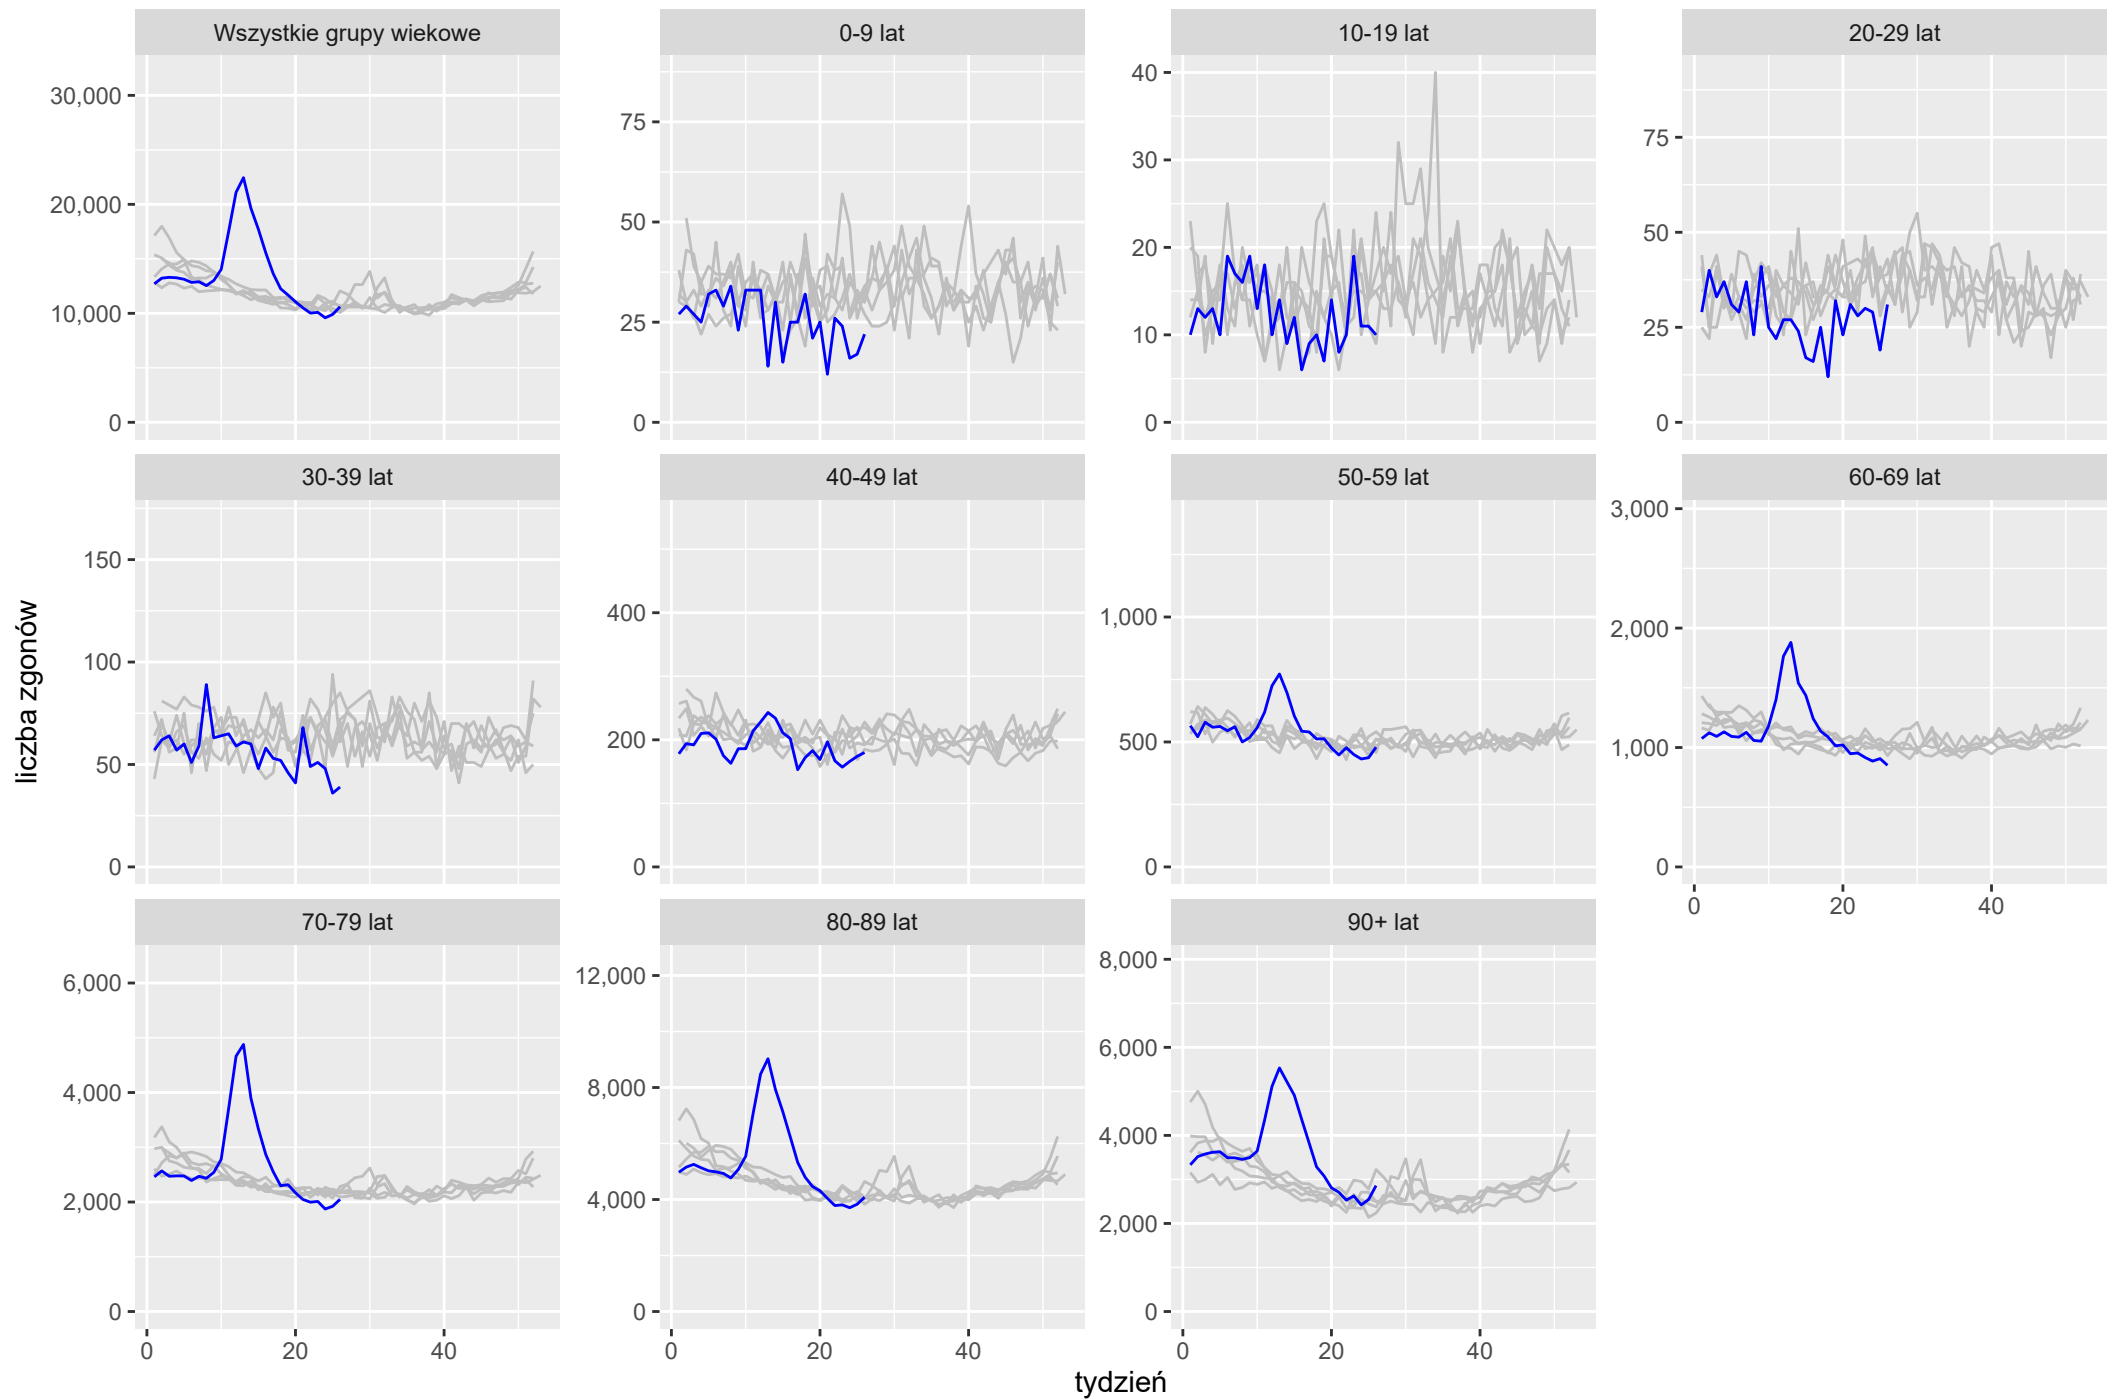 Wszystkie grupy wiekowe
0-9 lat
10-19 lat
20-29 lat
30,000
20,000
10,000
0
75
50
25
0
40
30
20
10
0
75
50
25
0
30-39 lat
40-49 lat
50-59 lat
60-69 lat
150
100
50
0
400
200
0
1,000
500
0
3,000
2,000
1,000
0
0 20 40
liczba zgonów
70-79 lat
80-89 lat
90+ lat
6,000
4,000
2,000
0
12,000
8,000
4,000
0
8,000
6,000
4,000
2,000
0
0 20 40
0 20 40
0 20 40
tydzień